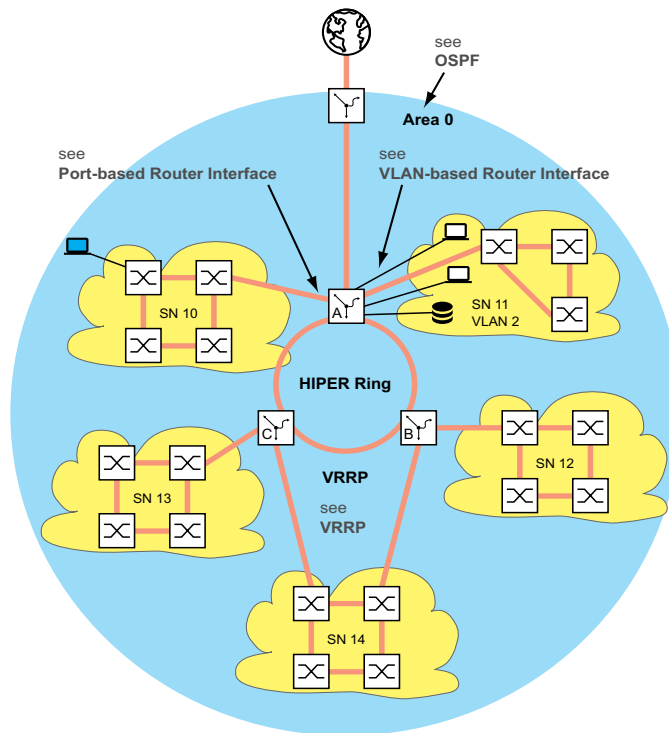 see
OSPF
Area 0
see
Port-based Router Interface
see
VLAN-based Router Interface
SN 10
A
SN 11
VLAN 2
HIPER Ring
C
B
VRRP
SN 13
SN 12
see
VRRP
SN 14